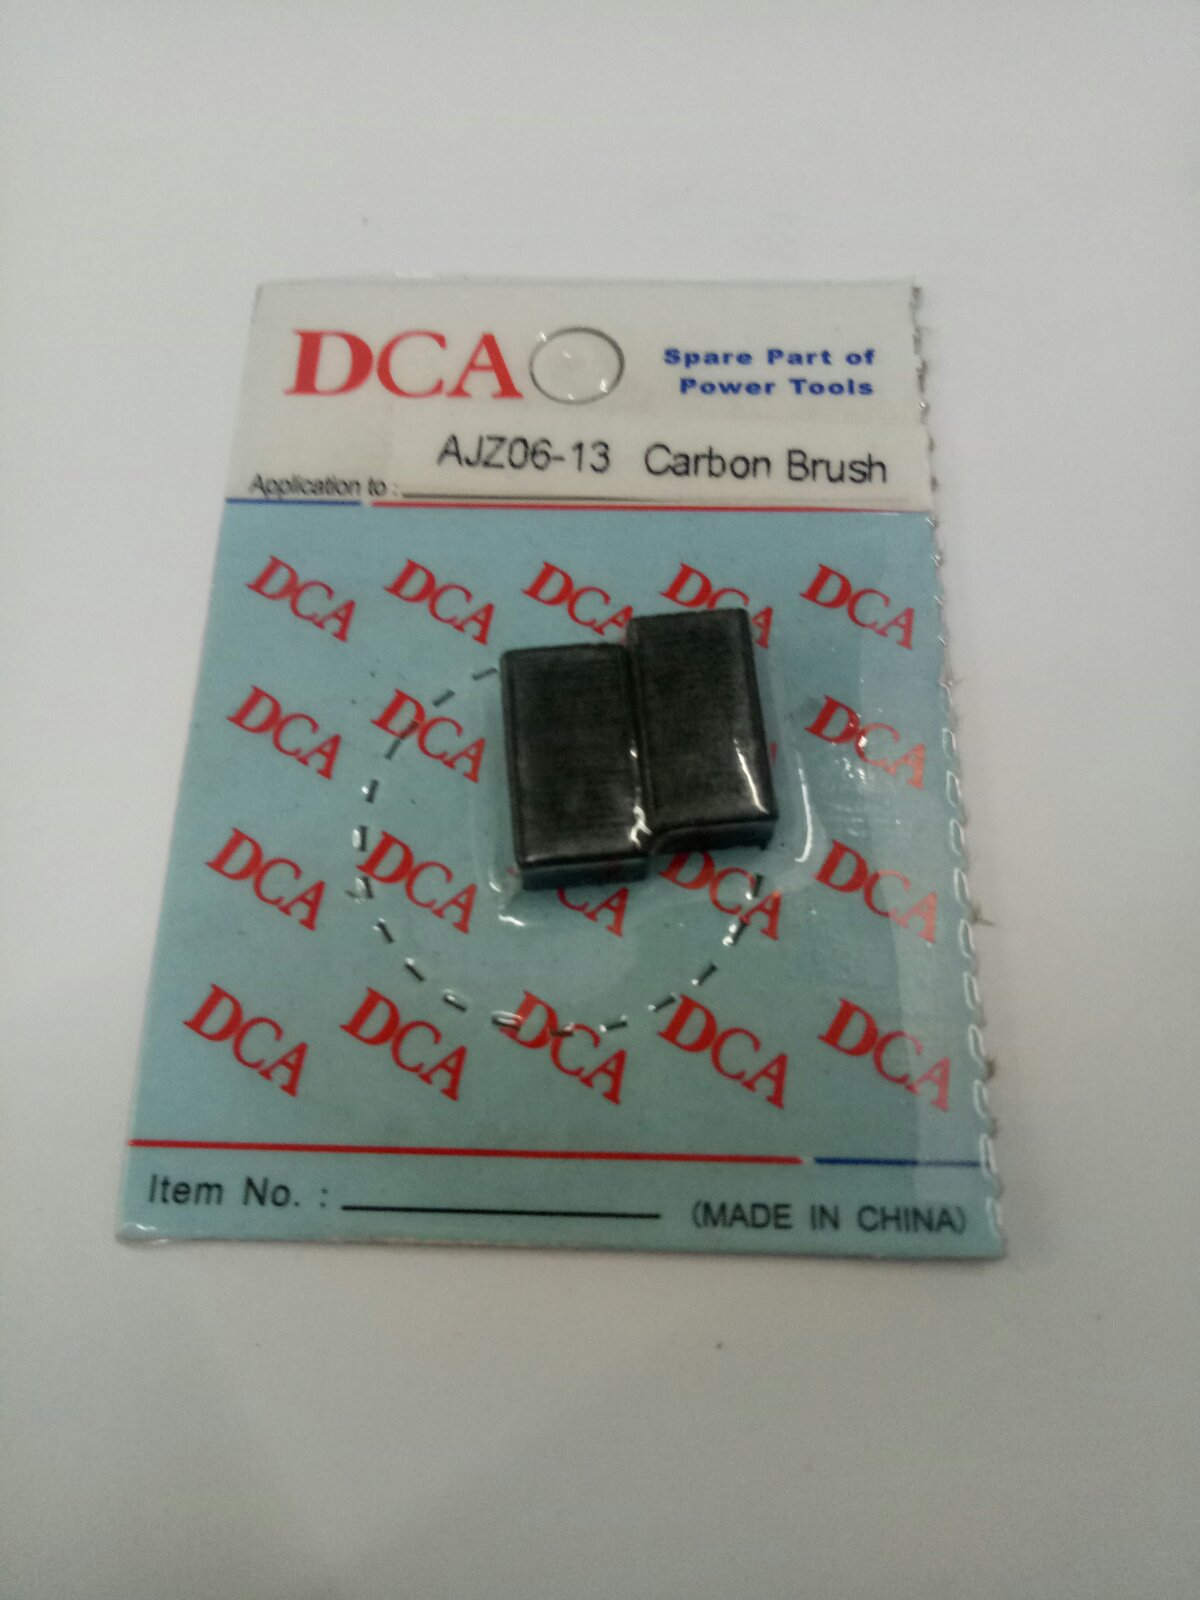 DCA
Spare Part of
Power Tools
AJZ06-13 Carbon Brush
Application to :
DCA DCA DCA DCA DCA
DCA DCA DCA
DCA DCA DCA DCA DCA
DCA DCA DCA DCA DCA
Item No. :
(MADE IN CHINA)